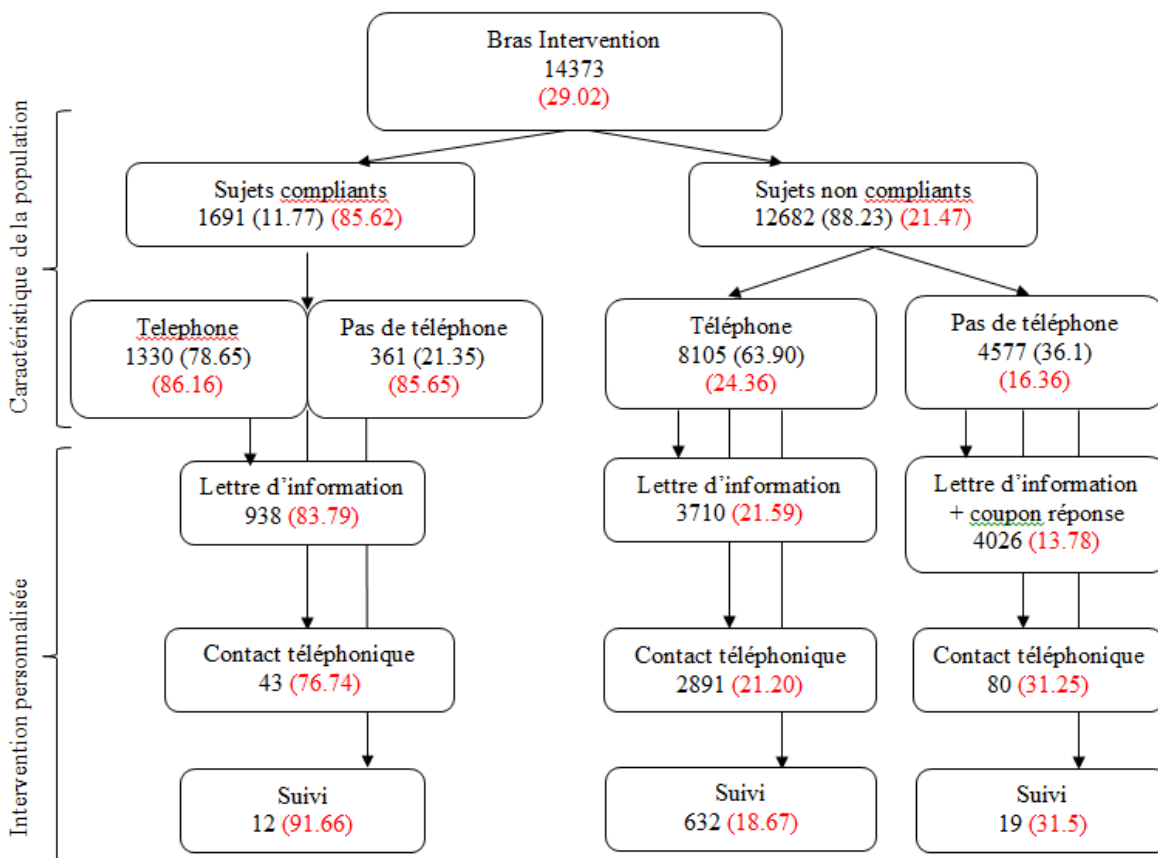 Bras Intervention
14373
(29.02)
Caractéristique de la population
Sujets compliants
1691 (11.77) (85.62)
Sujets non compliants
12682 (88.23) (21.47)
Telephone
1330 (78.65)
(86.16)
Pas de téléphone
361 (21.35)
(85.65)
Téléphone
8105 (63.90)
(24.36)
Pas de téléphone
4577 (36.1)
(16.36)
Intervention personnalisée
Lettre d’information
938 (83.79)
Lettre d’information
3710 (21.59)
Lettre d’information
+ coupon réponse
4026 (13.78)
Contact téléphonique
43 (76.74)
Contact téléphonique
2891 (21.20)
Contact téléphonique
80 (31.25)
Suivi
12 (91.66)
Suivi
632 (18.67)
Suivi
19 (31.5)